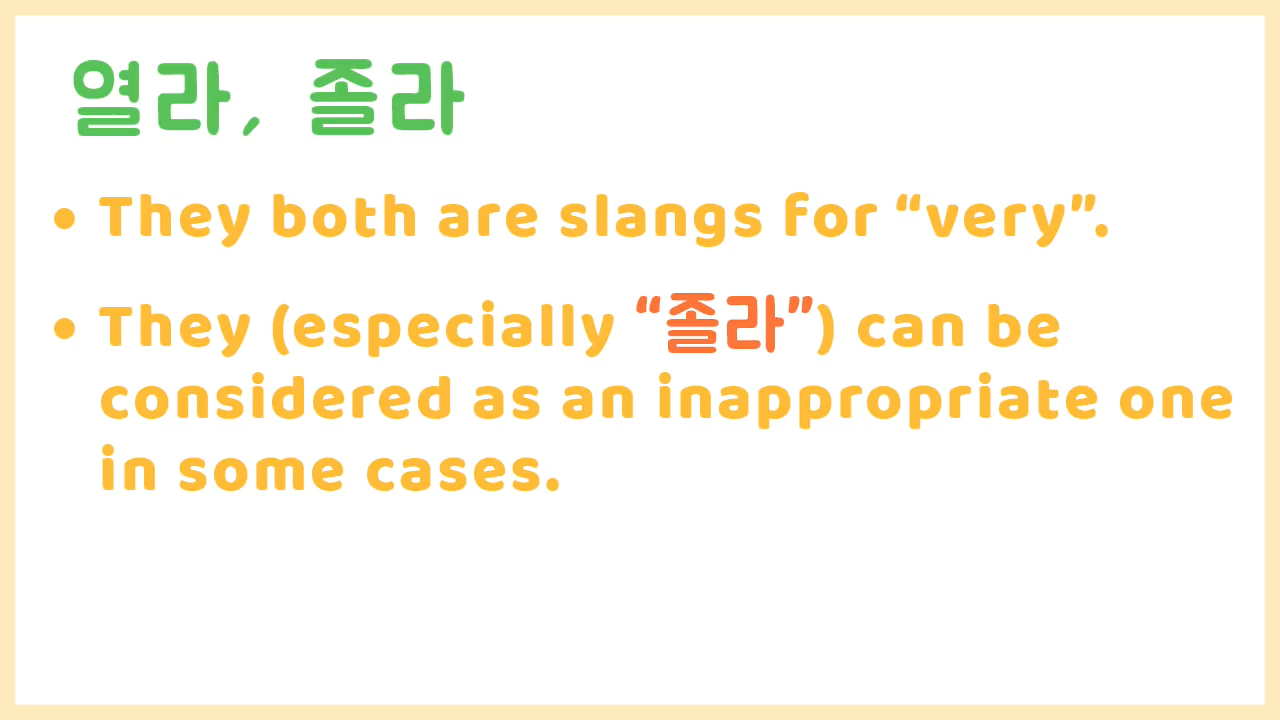 열라, 졸라
• They both are slangs for “very”.
• They (especially “졸라”) can be
considered as an inappropriate one
in some cases.